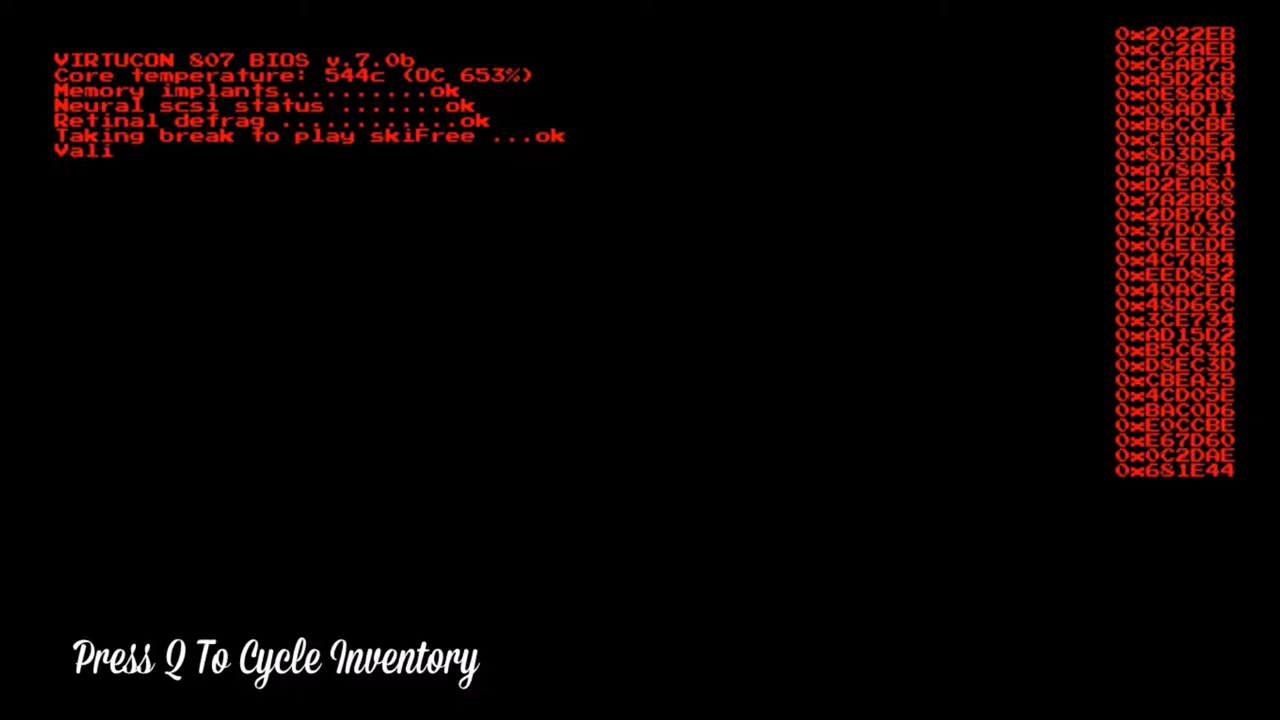 VIRTUCON 807 BIOS v.7.0b
Core temperature: 544c (OC 653%)
Memory implants..........ok
Neural scsi status .......ok
Retinal defrag ............ok
Taking break to play skiFree ...ok
Vali
0x2022EB
0xCC2AEB
0xC6AB75
0xA5D2CB
0x0E86B8
0x08AD11
0xB6CCBE
0xCE0AE2
0x8D3D5A
0xA78AE1
0xD2EA80
0x7A2BB8
0x2DB760
0x37D036
0x06EEDE
0x4C7AB4
0xEED852
0x40ACEA
0x48D66C
0x3CE734
0xAD15D2
0xB5C63A
0xD8EC3D
0xCBEA35
0x4CD05E
0xBAC0D6
0xE0CCBE
0xE67D60
0x0C2DAE
0x681E44
Press Q To Cycle Inventory